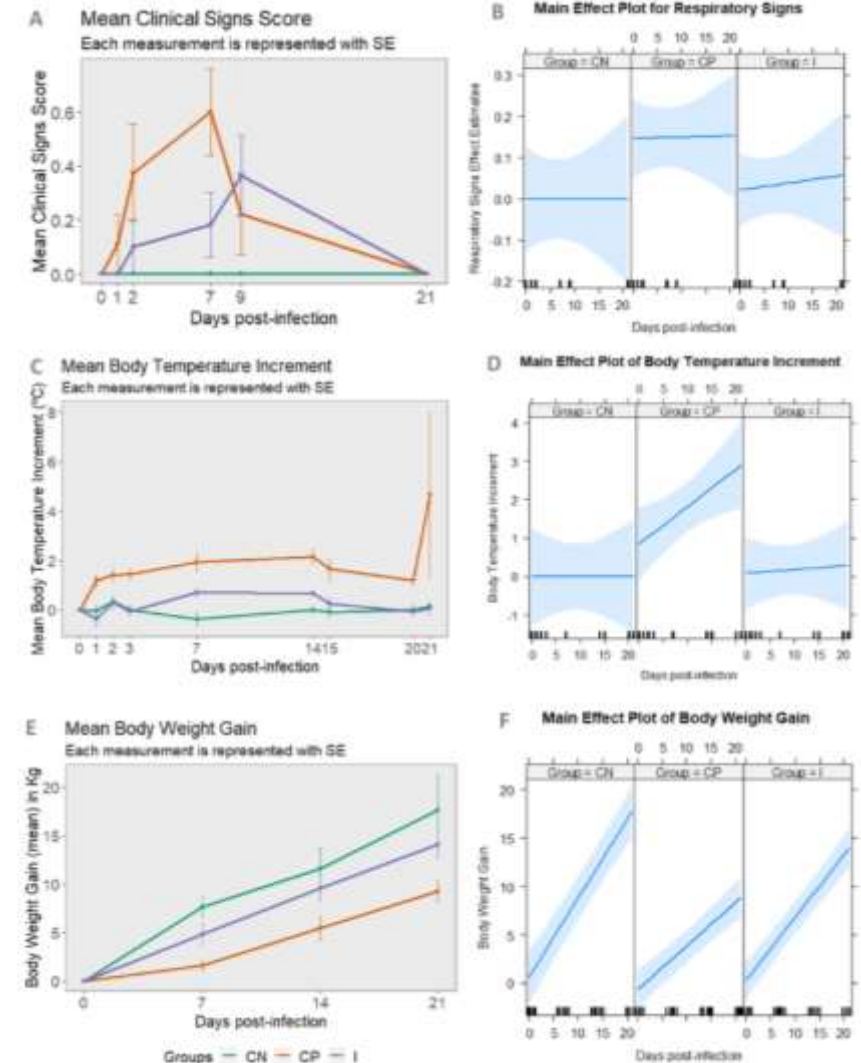 A Mean Clinical Signs Score
Each measurement is represented with SE
Mean Clinical Signs Score
0.6
0.4
0.2
0.0
0 1 2 7 9 21
Days post-infection
B Main Effect Plot for Respiratory Signs
0 5 10 15 20
Group = CN Group = CP Group = I
Respiratory Signs Effect Estimates
0.3
0.2
0.1
0.0
-0.1
-0.2
0 5 10 15 20 0 5 10 15 20
Days post-infection
C Mean Body Temperature Increment
Each measurement is represented with SE
Mean Body Temperature Increment (ºC)
8
6
4
2
0
0 1 2 3 7 1415 2021
Days post-infection
D Main Effect Plot of Body Temperature Increment
0 5 10 15 20
Group = CN Group = CP Group = I
Body Temperature Increment
4
3
2
1
0
-1
0 5 10 15 20 0 5 10 15 20
Days post-infection
E Mean Body Weight Gain
Each measurement is represented with SE
Body Weight Gain (mean) in Kg
20
15
10
5
0
0 7 14 21
Days post-infection
Groups CN CP I
F Main Effect Plot of Body Weight Gain
0 5 10 15 20
Group = CN Group = CP Group = I
Body Weight Gain
20
15
10
5
0
0 5 10 15 20 0 5 10 15 20
Days post-infection